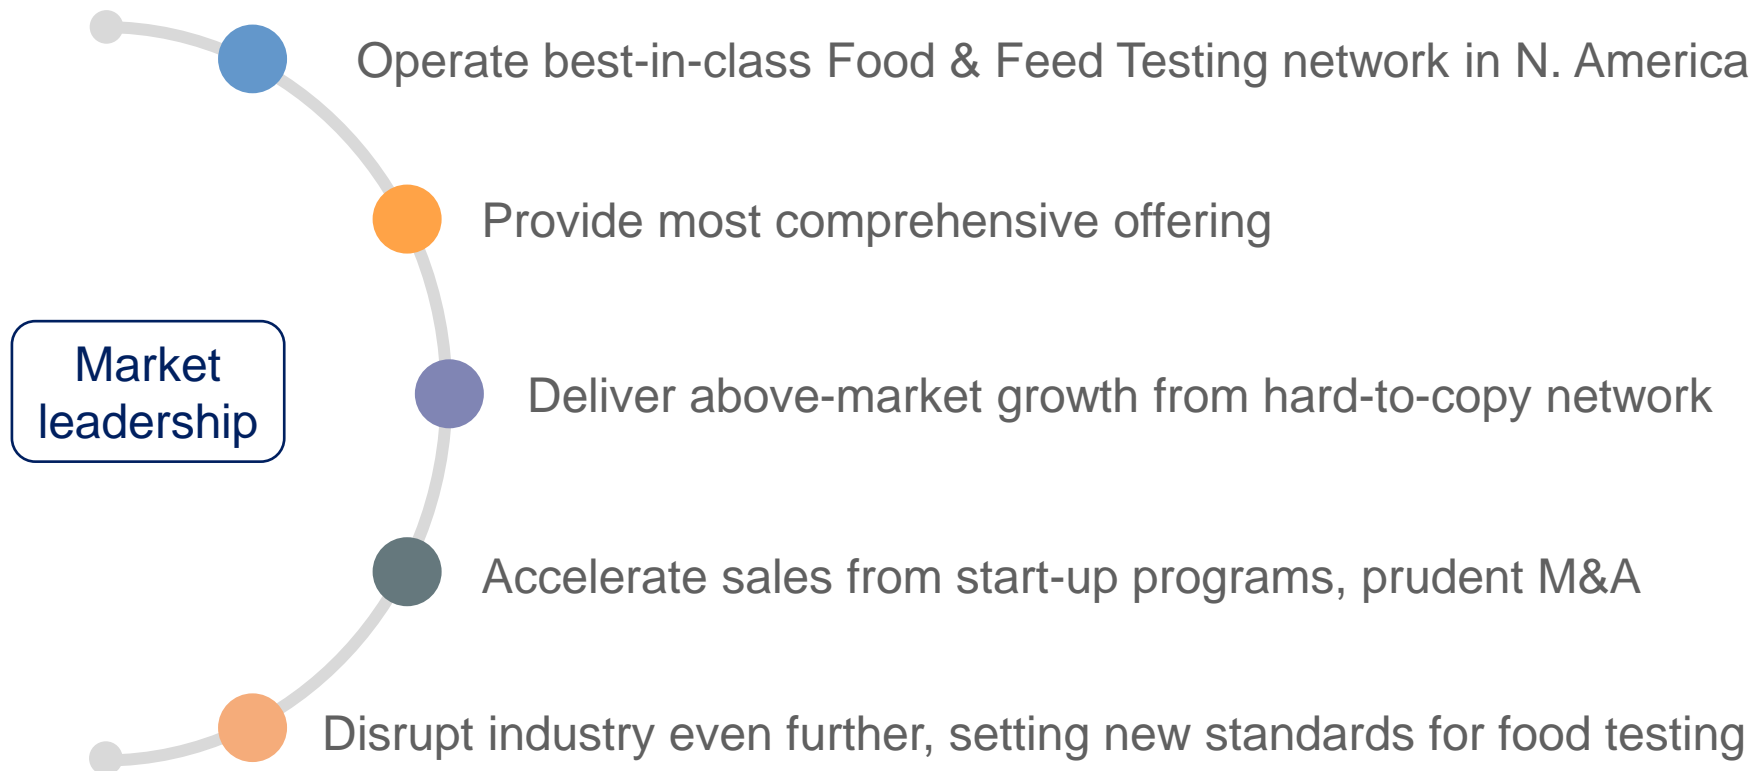 Operate best-in-class Food & Feed Testing network in N. America
Provide most comprehensive offering
Market
leadership
Deliver above-market growth from hard-to-copy network
Accelerate sales from start-up programs, prudent M&A
Disrupt industry even further, setting new standards for food testing